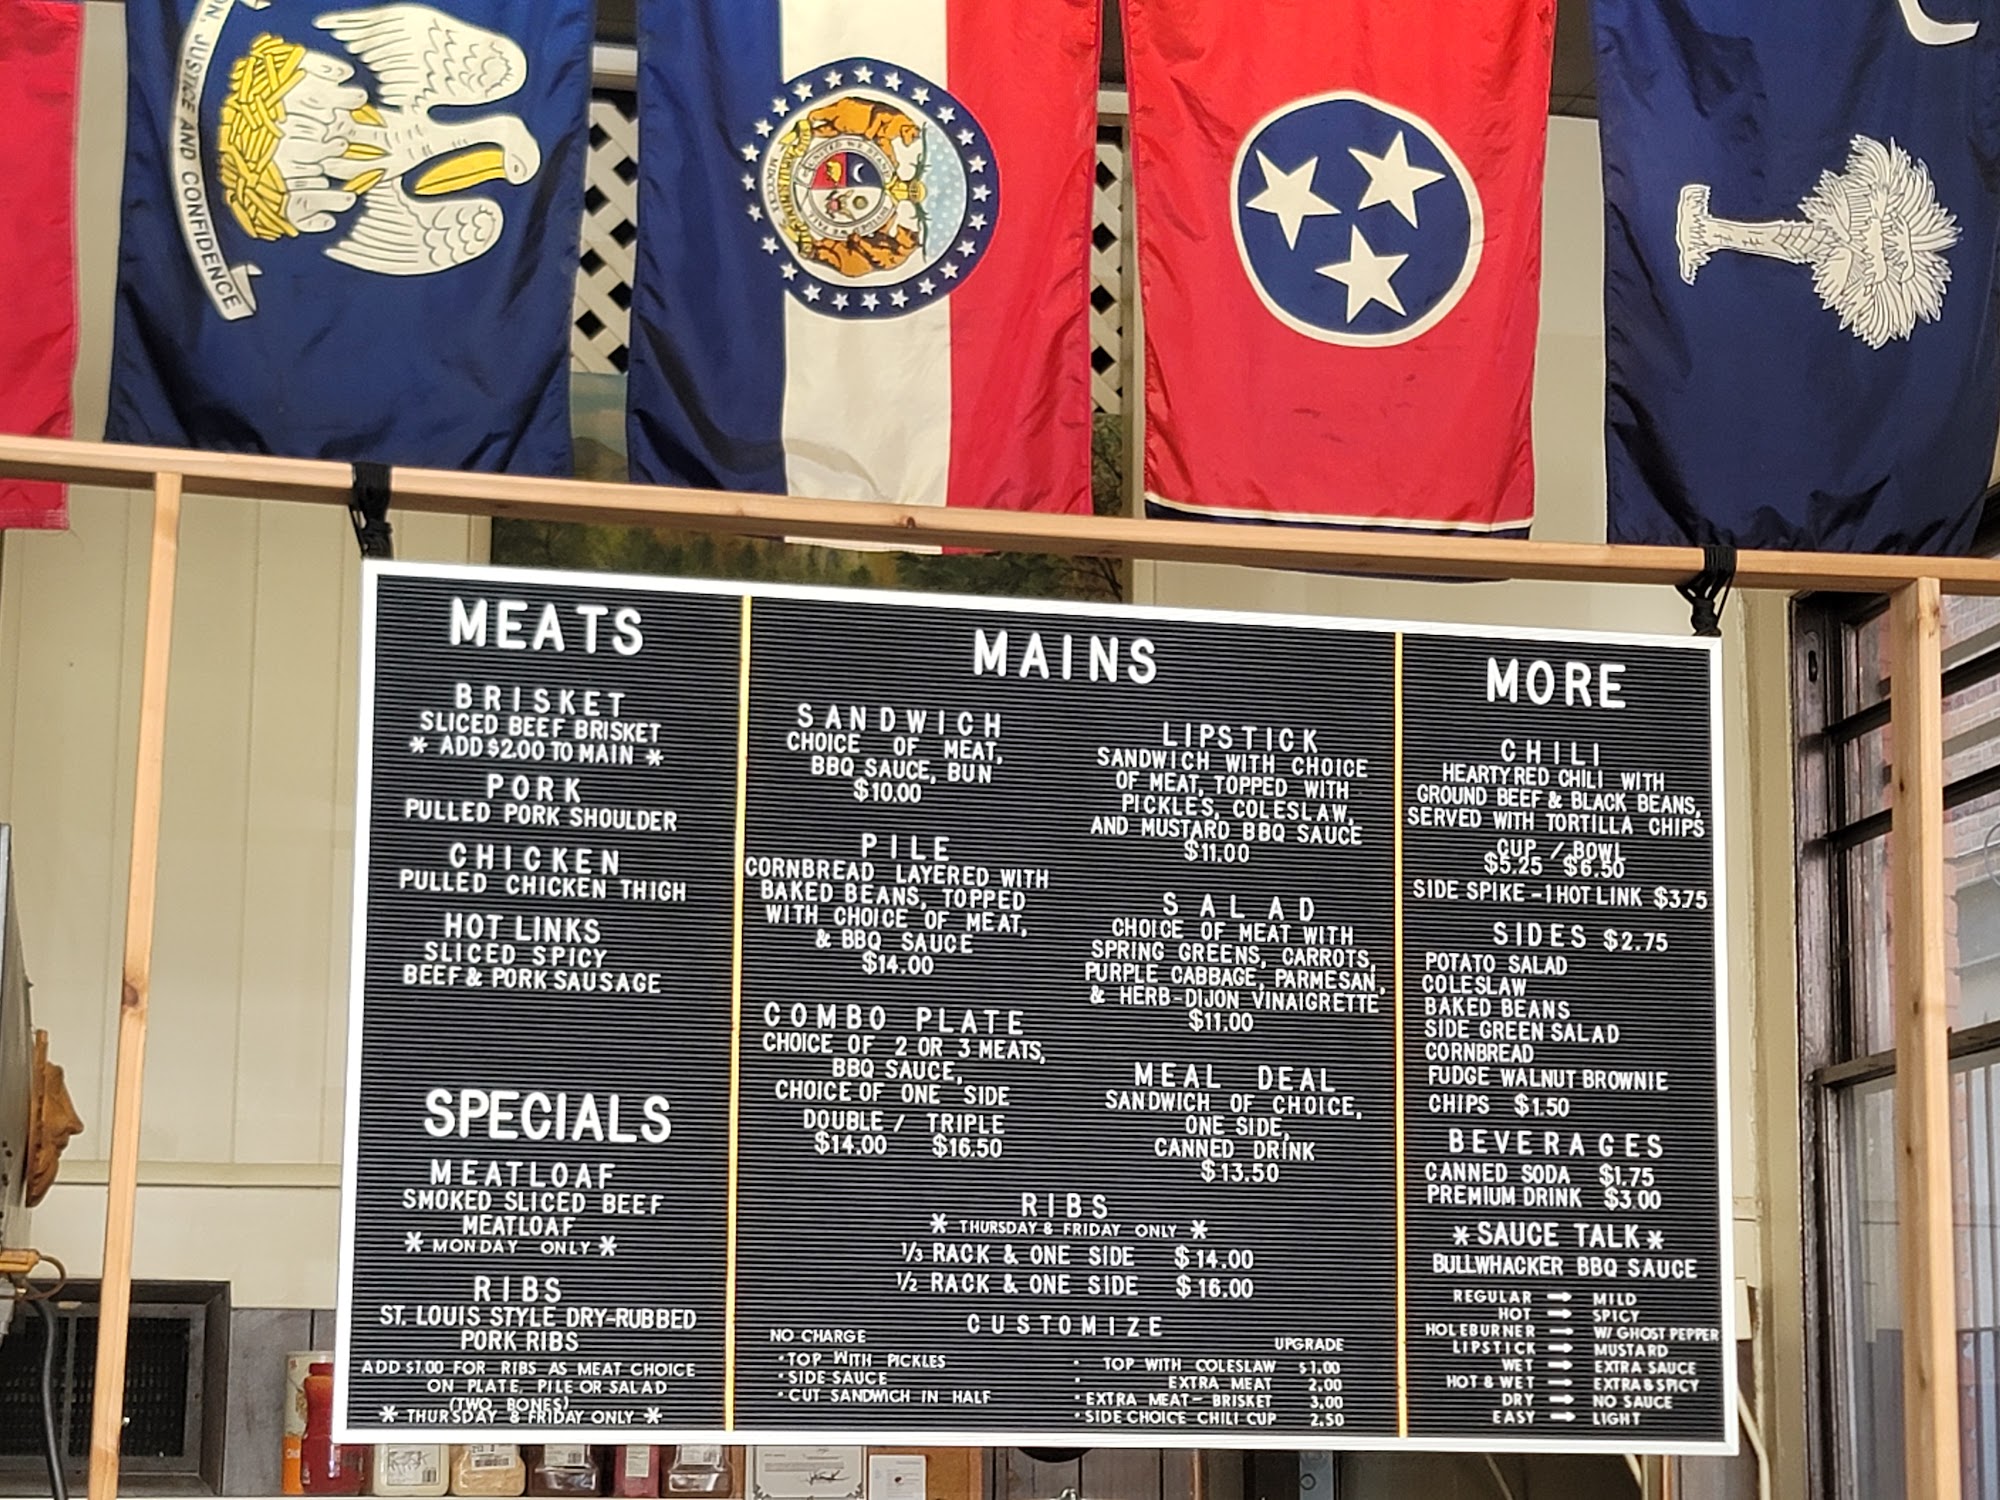 JUSTICE AND CONFIDENCE
UNITED WE STAND
MEATS
BRISKET
SLICED BEEF BRISKET
* ADD $2.00 TO MAIN *
PORK
PULLED PORK SHOULDER
CHICKEN
PULLED CHICKEN THIGH
HOT LINKS
SLICED SPICY
BEEF & PORK SAUSAGE
SPECIALS
MEATLOAF
SMOKED SLICED BEEF
MEATLOAF
* MONDAY ONLY *
RIBS
ST. LOUIS STYLE DRY-RUBBED
PORK RIBS
ADD $1.00 FOR RIBS AS MEAT CHOICE
ON PLATE, PILE OR SALAD
(TWO BONES)
* THURSDAY & FRIDAY ONLY *
MAINS
SANDWICH
CHOICE OF MEAT,
BBQ SAUCE, BUN
$10.00
PILE
CORNBREAD LAYERED WITH
BAKED BEANS, TOPPED
WITH CHOICE OF MEAT,
& BBQ SAUCE
$14.00
COMBO PLATE
CHOICE OF 2 OR 3 MEATS,
BBQ SAUCE,
CHOICE OF ONE SIDE
DOUBLE / TRIPLE
$14.00 $16.50
LIPSTICK
SANDWICH WITH CHOICE
OF MEAT, TOPPED WITH
PICKLES, COLESLAW,
AND MUSTARD BBQ SAUCE
$11.00
SALAD
CHOICE OF MEAT WITH
SPRING GREENS, CARROTS,
PURPLE CABBAGE, PARMESAN,
& HERB-DIJON VINAIGRETTE
$11.00
MEAL DEAL
SANDWICH OF CHOICE,
ONE SIDE,
CANNED DRINK
$13.50
RIBS
* THURSDAY & FRIDAY ONLY *
1/3 RACK & ONE SIDE $14.00
1/2 RACK & ONE SIDE $16.00
CUSTOMIZE
NO CHARGE
• TOP WITH PICKLES
• SIDE SAUCE
• CUT SANDWICH IN HALF
UPGRADE
• TOP WITH COLESLAW $1.00
• EXTRA MEAT 2.00
• EXTRA MEAT - BRISKET 3.00
• SIDE CHOICE CHILI CUP 2.50
MORE
CHILI
HEARTY RED CHILI WITH
GROUND BEEF & BLACK BEANS,
SERVED WITH TORTILLA CHIPS
CUP / BOWL
$5.25 $6.50
SIDE SPIKE - 1 HOT LINK $3.75
SIDES $2.75
POTATO SALAD
COLESLAW
BAKED BEANS
SIDE GREEN SALAD
CORNBREAD
FUDGE WALNUT BROWNIE
CHIPS $1.50
BEVERAGES
CANNED SODA $1.75
PREMIUM DRINK $3.00
* SAUCE TALK *
BULLWHACKER BBQ SAUCE
REGULAR → MILD
HOT → SPICY
HOLEBURNER → W/ GHOST PEPPER
LIPSTICK → MUSTARD
WET → EXTRA SAUCE
HOT & WET → EXTRA & SPICY
DRY → NO SAUCE
EASY → LIGHT